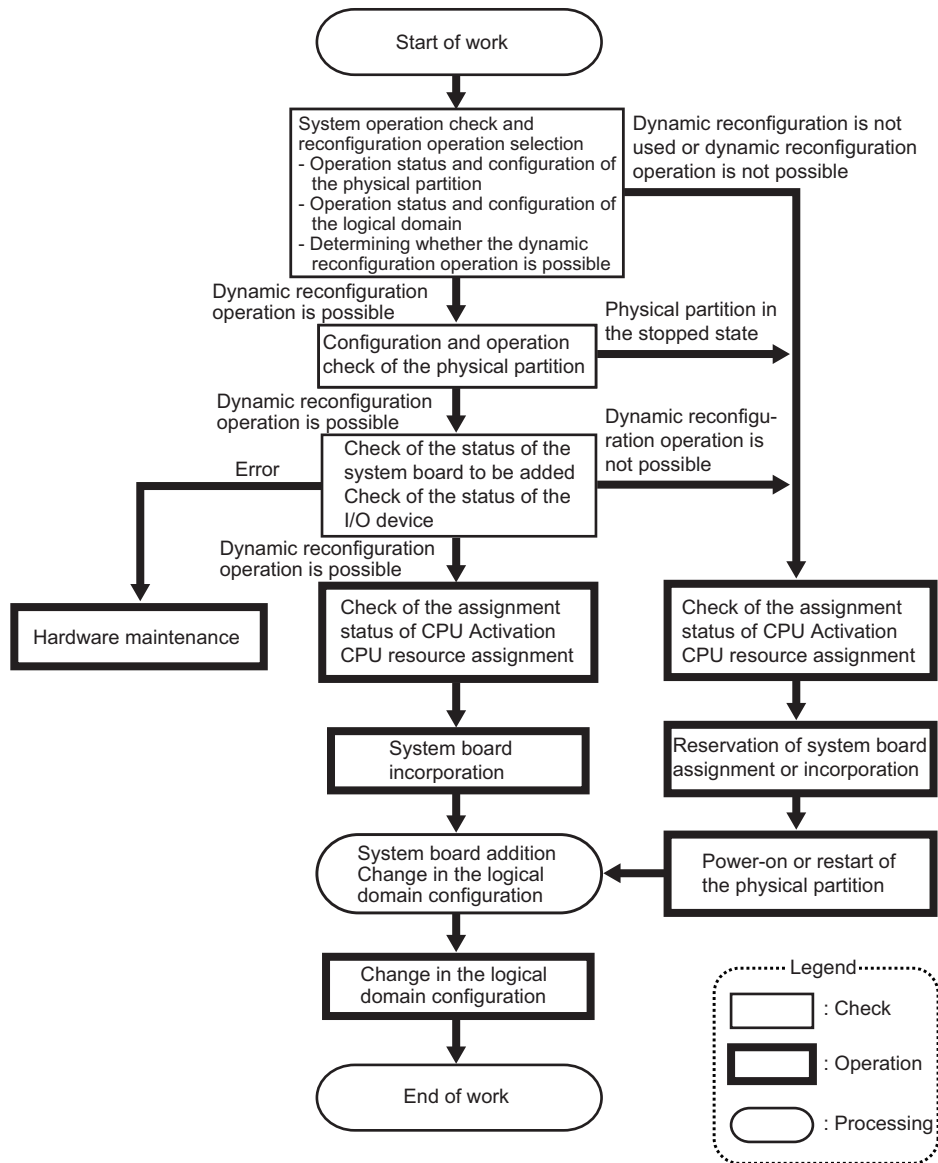 Start of work
System operation check and
reconfiguration operation selection
- Operation status and configuration of
the physical partition
- Operation status and configuration of
the logical domain
- Determining whether the dynamic
reconfiguration operation is possible
Dynamic reconfiguration is not
used or dynamic reconfiguration
operation is not possible
Dynamic reconfiguration
operation is possible
Physical partition in
the stopped state
Configuration and operation
check of the physical partition
Dynamic reconfiguration
operation is possible
Dynamic reconfigu-
ration operation is
not possible
Error
Check of the status of the
system board to be added
Check of the status of the
I/O device
Dynamic reconfiguration
operation is possible
Hardware maintenance
Check of the assignment
status of CPU Activation
CPU resource assignment
Check of the assignment
status of CPU Activation
CPU resource assignment
System board
incorporation
Reservation of system board
assignment or incorporation
System board addition
Change in the logical
domain configuration
Power-on or restart of
the physical partition
Change in the logical
domain configuration
End of work
Legend
: Check
: Operation
: Processing